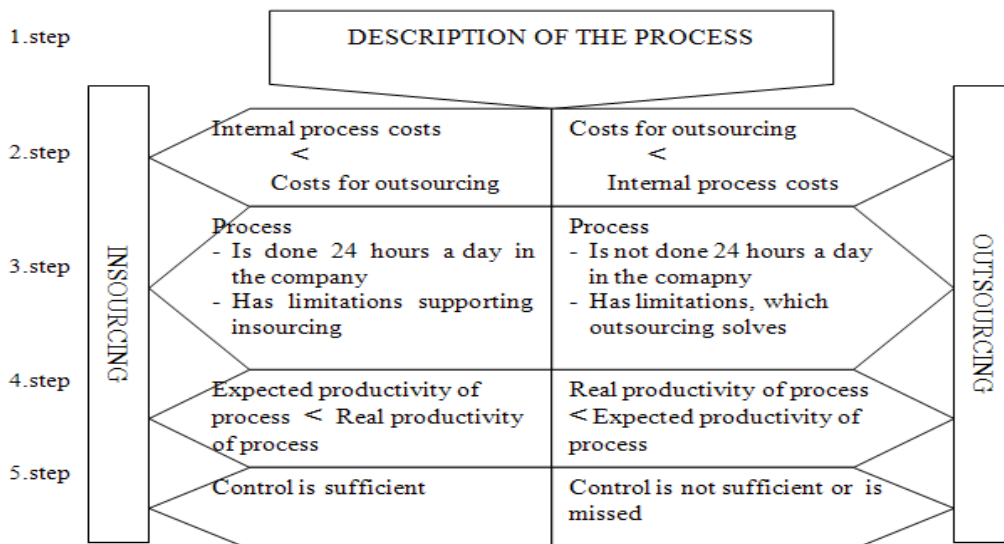 1.step
DESCRIPTION OF THE PROCESS
2.step
Internal process costs
<
Costs for outsourcing
Costs for outsourcing
<
Internal process costs
3.step
Process
- Is done 24 hours a day in
the company
- Has limitations supporting
insourcing
Process
- Is not done 24 hours a day
in the comapny
- Has limitations, which
outsourcing solves
4.step
Expected productivity of
process < Real productivity
of process
Real productivity of process
< Expected productivity of
process
5.step
Control is sufficient
Control is not sufficient or is
missed
INSOURCING
OUTSOURCING